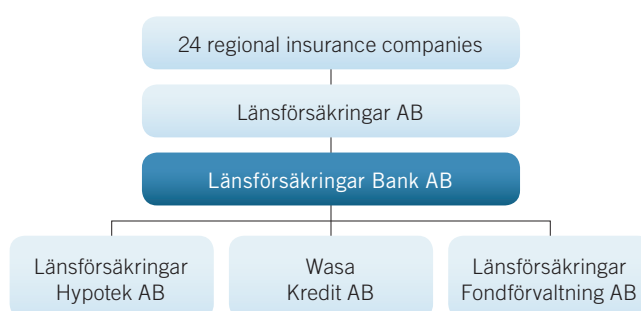 24 regional insurance companies
Länsförsäkringar AB
Länsförsäkringar Bank AB
Länsförsäkringar
Hypotek AB
Wasa
Kredit AB
Länsförsäkringar
Fondförvaltning AB